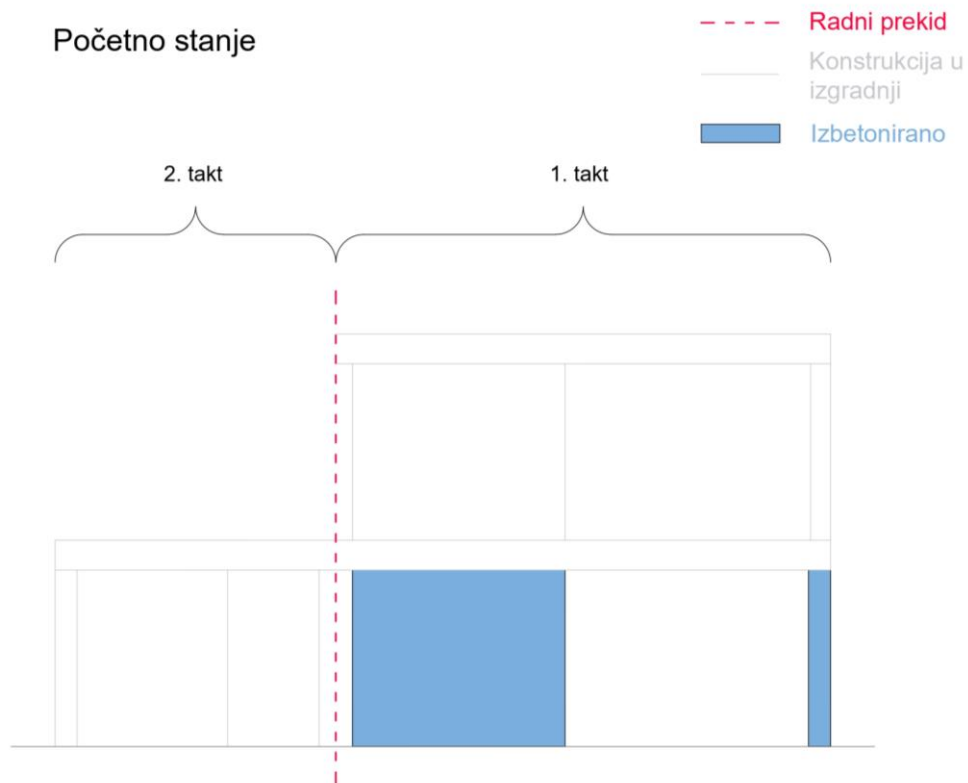 Početno stanje
Radni prekid
Konstrukcija u
izgradnji
Izbetonirano
2. takt
1. takt